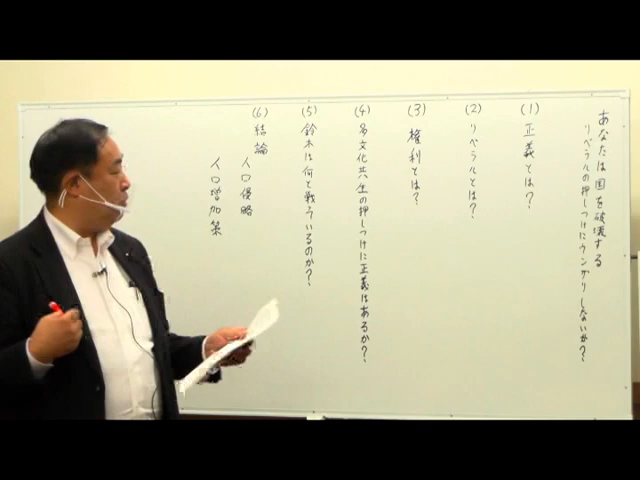 あなたは国を破壊する
リベラルの押しつけにウンザリしないか?
(1) 正義とは?
(2) リベラルとは?
(3) 権利とは?
(4) 多文化共生の押しつけに正義はあるか?
(5) 鈴木は何と戦ているのか?
(6) 結論
人口侵略
人口増加策